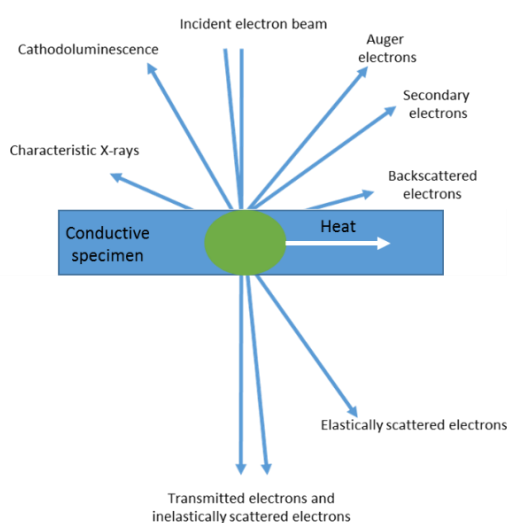 Incident electron beam
Cathodoluminescence
Auger
electrons
Secondary
electrons
Characteristic X-rays
Backscattered
electrons
Conductive
specimen
Heat
Elastically scattered electrons
Transmitted electrons and
inelastically scattered electrons